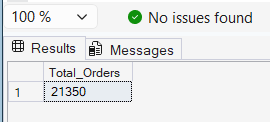 100 %
No issues found
Results
Messages
Total_Orders
1
21350